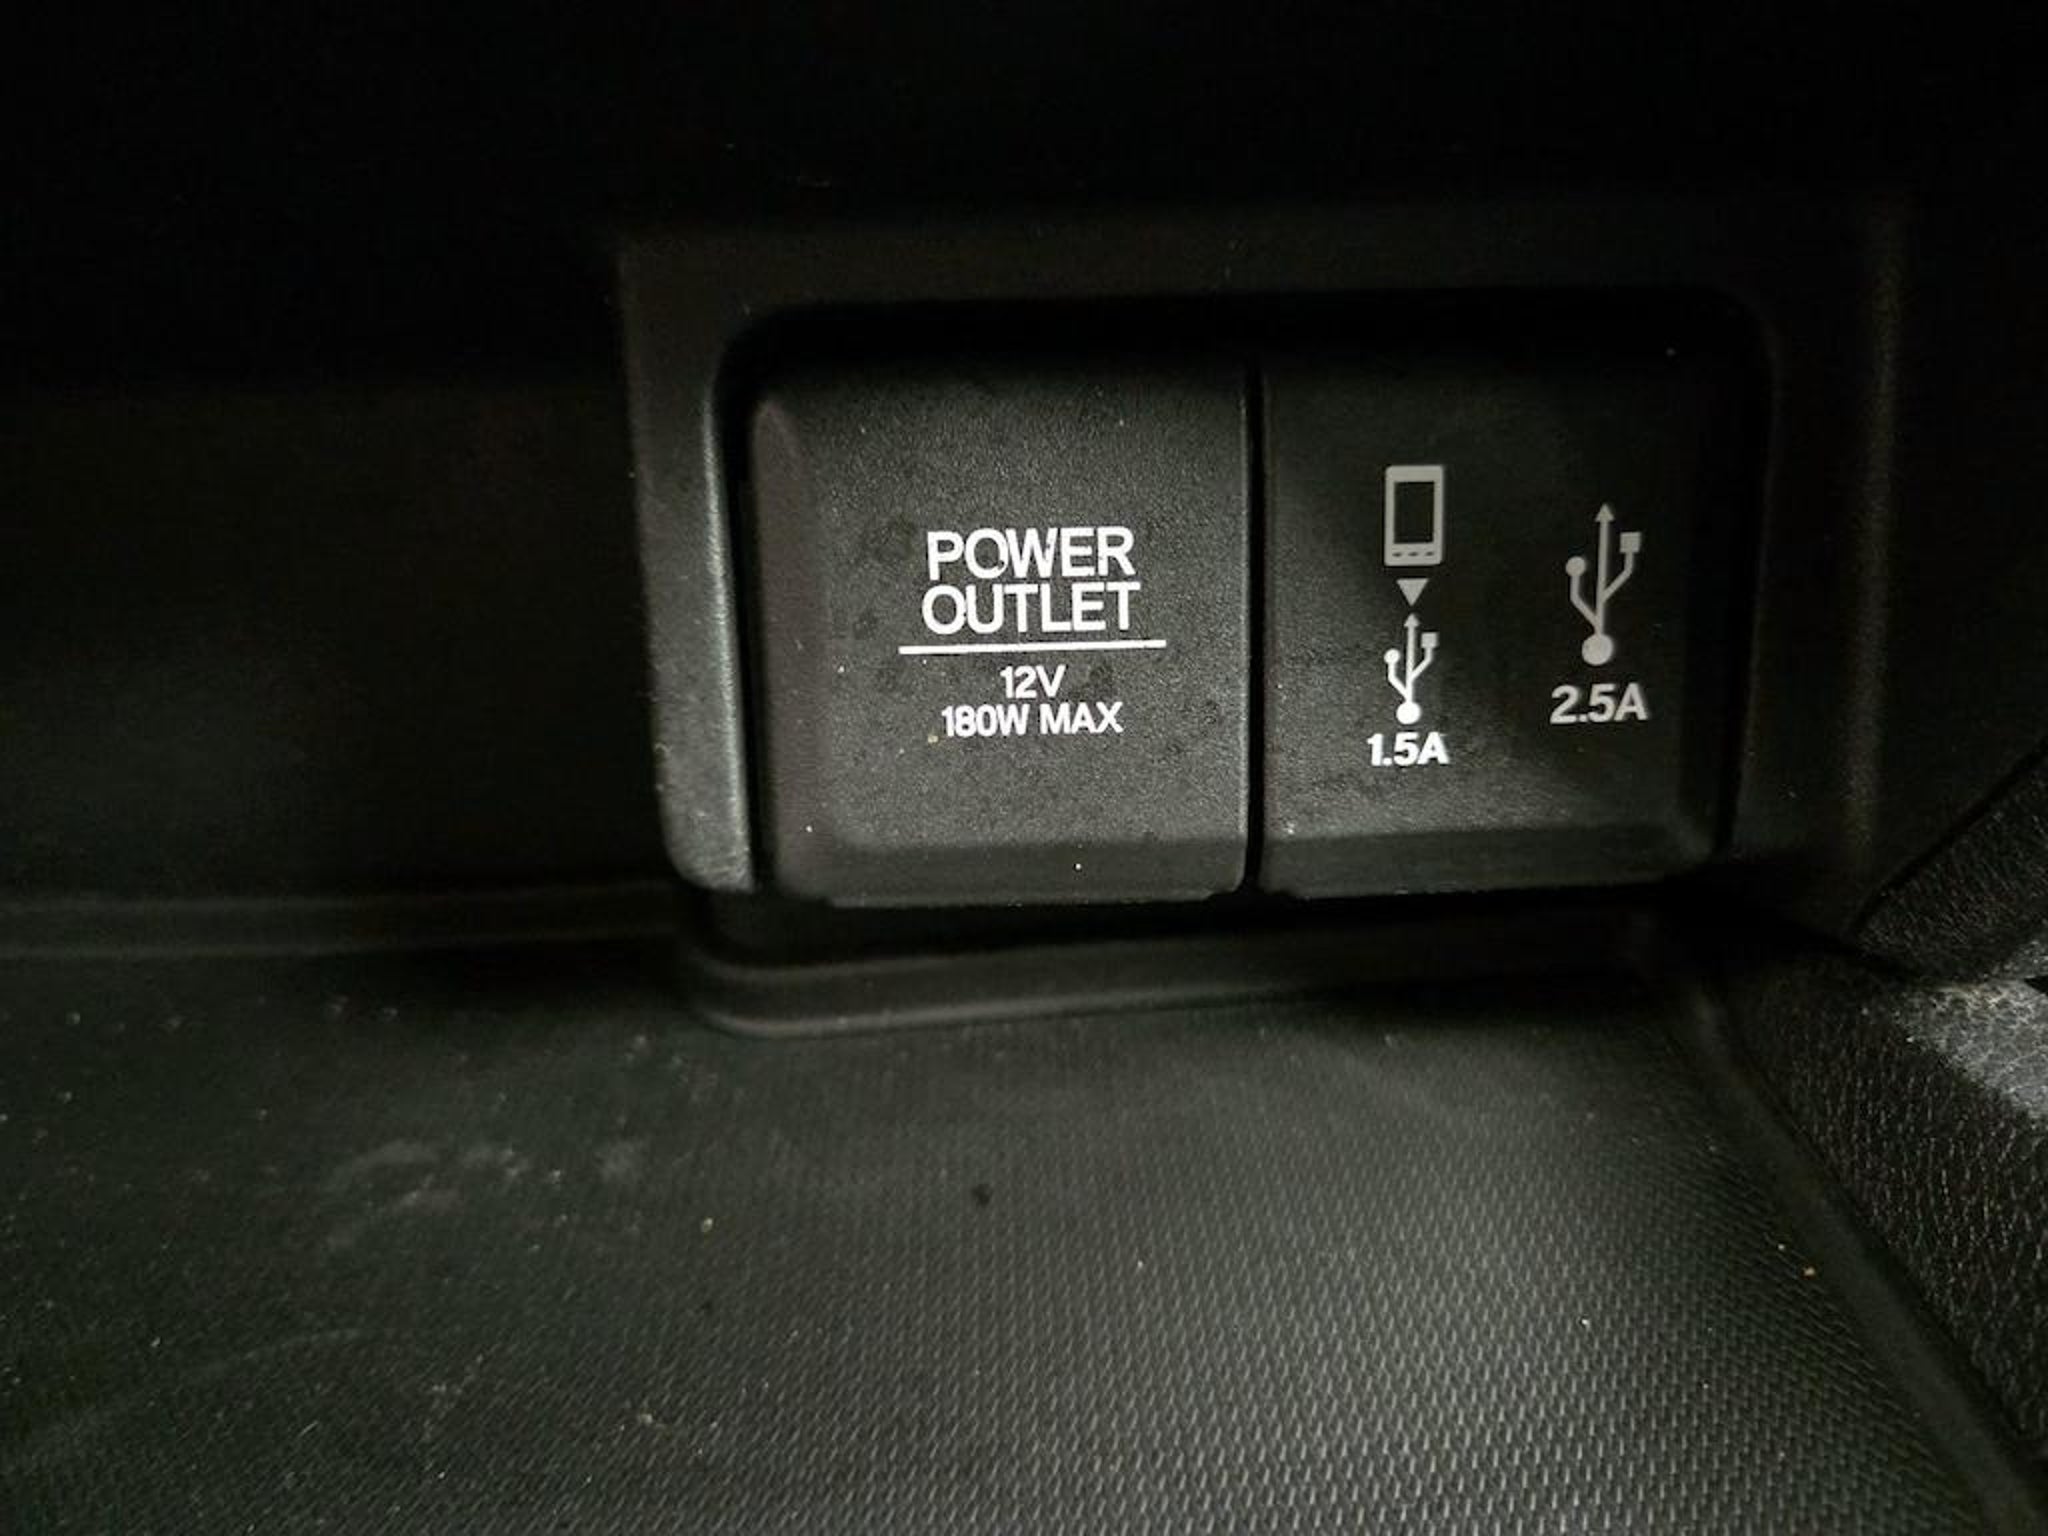 POWER
OUTLET
12V
180W MAX
1.5A
2.5A